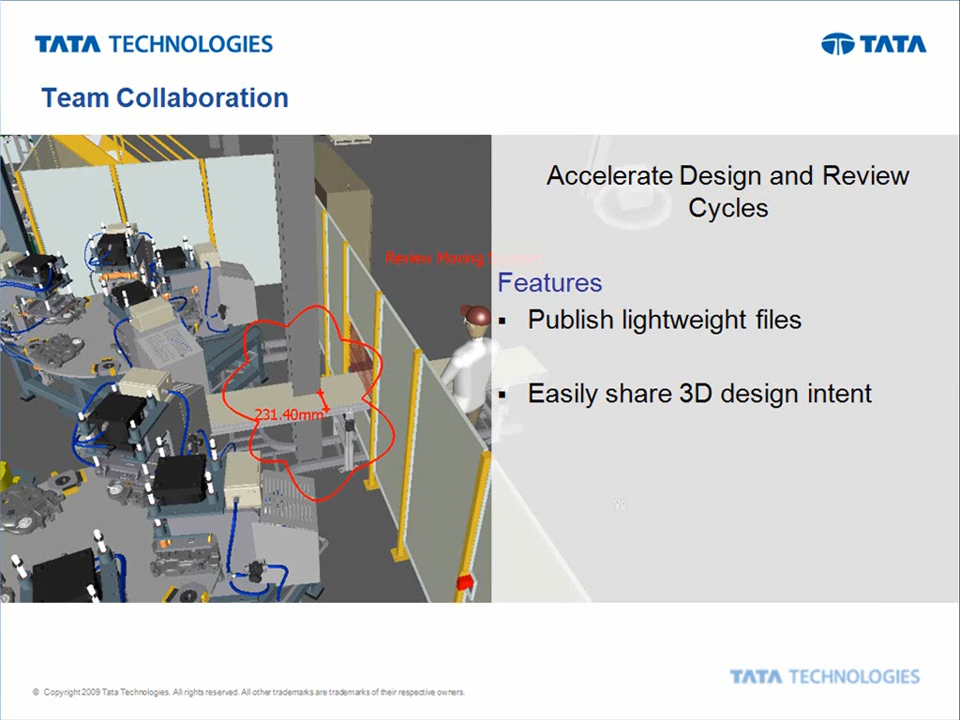 TATA TECHNOLOGIES
TATA
Team Collaboration
Accelerate Design and Review
Cycles
Review Moving
Features
▪ Publish lightweight files
▪ Easily share 3D design intent
231.40mm
TATA TECHNOLOGIES
© Copyright 2009 Tata Technologies. All rights reserved. All other trademarks are trademarks of their respective owners.